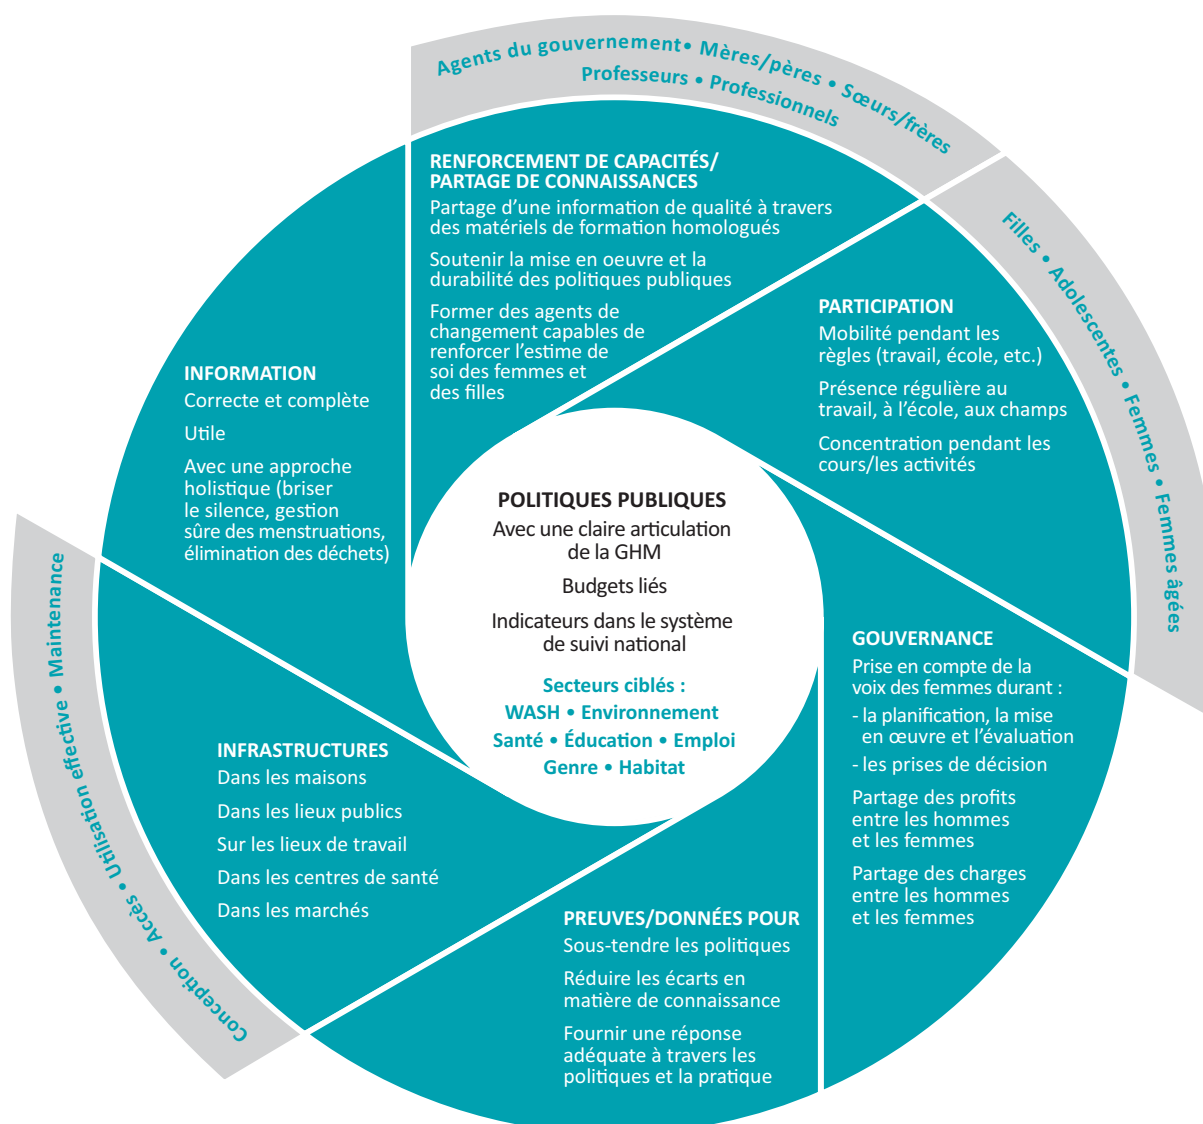 Agents du gouvernement • Mères/pères • Sœurs/frères
Professeurs • Professionnels
RENFORCEMENT DE CAPACITÉS/
PARTAGE DE CONNAISSANCES
Partage d’une information de qualité à travers
des matériels de formation homologués
Soutenir la mise en oeuvre et la
durabilité des politiques publiques
Former des agents de
changement capables de
renforcer l’estime de
soi des femmes et
des filles
Filles • Adolescentes • Femmes • Femmes âgées
PARTICIPATION
Mobilité pendant les
règles (travail, école, etc.)
Présence régulière au
travail, à l’école, aux champs
Concentration pendant les
cours/les activités
INFORMATION
Correcte et complète
Utile
Avec une approche
holistique (briser
le silence, gestion
sûre des menstruations,
élimination des déchets)
POLITIQUES PUBLIQUES
Avec une claire articulation
de la GHM
Budgets liés
Indicateurs dans le système
de suivi national
Secteurs ciblés :
WASH • Environnement
Santé • Éducation • Emploi
Genre • Habitat
GOUVERNANCE
Prise en compte de la
voix des femmes durant :
- la planification, la mise
en œuvre et l’évaluation
- les prises de décision
Partage des profits
entre les hommes
et les femmes
Partage des charges
entre les hommes
et les femmes
Conception • Accès • Utilisation effective • Maintenance
INFRASTRUCTURES
Dans les maisons
Dans les lieux publics
Sur les lieux de travail
Dans les centres de santé
Dans les marchés
PREUVES/DONNÉES POUR
Sous-tendre les politiques
Réduire les écarts en
matière de connaissance
Fournir une réponse
adéquate à travers les
politiques et la pratique